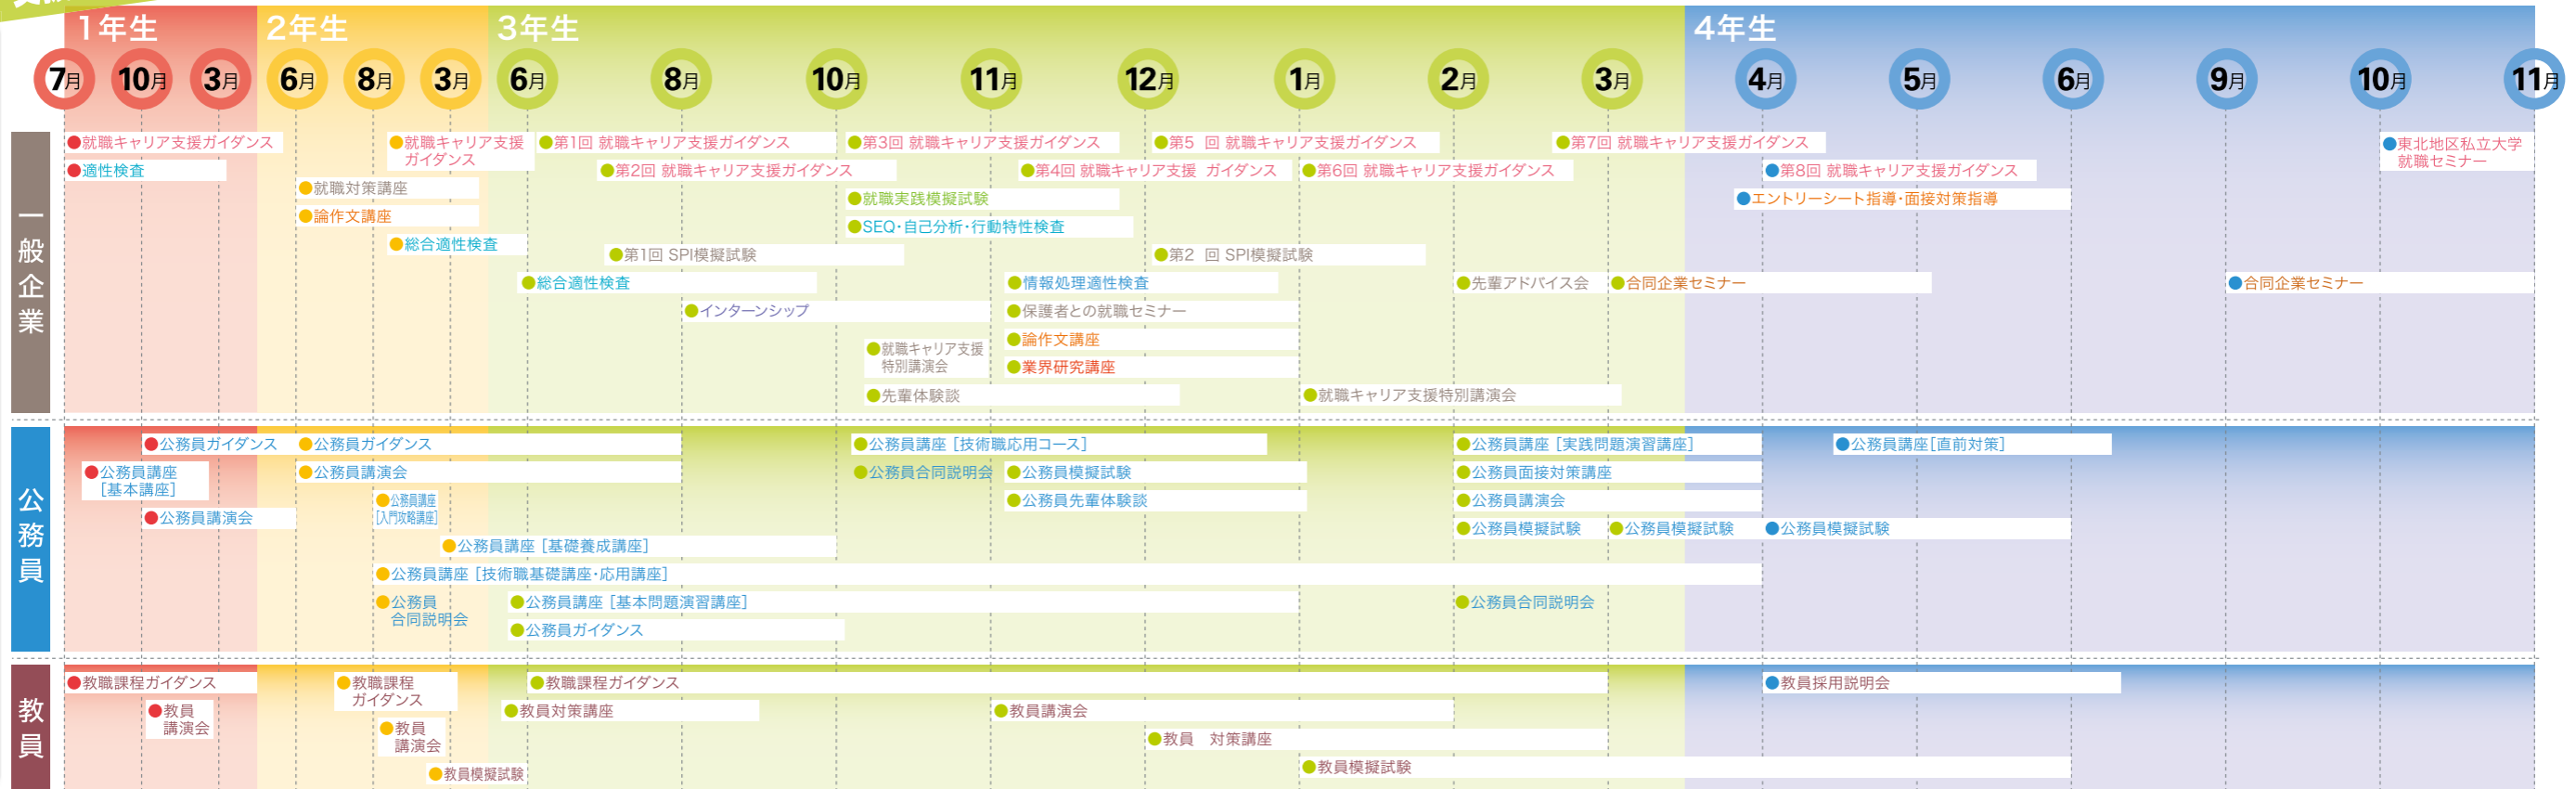 1年生
2年生
3年生
4年生
7月
10月
3月
6月
8月
3月
6月
8月
10月
11月
12月
1月
2月
3月
4月
5月
6月
9月
10月
11月
一般企業
●就職キャリア支援ガイダンス
●就職キャリア支援
ガイダンス
●第1回 就職キャリア支援ガイダンス
●第3回 就職キャリア支援ガイダンス
●第5 回 就職キャリア支援ガイダンス
●第7回 就職キャリア支援ガイダンス
●東北地区私立大学
就職セミナー
●適性検査
●第2回 就職キャリア支援ガイダンス
●第4回 就職キャリア支援 ガイダンス
●第6回 就職キャリア支援ガイダンス
●第8回 就職キャリア支援ガイダンス
●就職対策講座
●就職実践模擬試験
●エントリーシート指導・面接対策指導
●論作文講座
●SEQ・自己分析・行動特性検査
●総合適性検査
●第1回 SPI模擬試験
●第2 回 SPI模擬試験
●総合適性検査
●情報処理適性検査
●先輩アドバイス会
●合同企業セミナー
●合同企業セミナー
●インターンシップ
●保護者との就職セミナー
●就職キャリア支援
特別講演会
●論作文講座
●業界研究講座
●先輩体験談
●就職キャリア支援特別講演会
公務員
●公務員ガイダンス
●公務員ガイダンス
●公務員講座 [技術職応用コース]
●公務員講座 [実践問題演習講座]
●公務員講座[直前対策]
●公務員講座
[基本講座]
●公務員講演会
●公務員合同説明会
●公務員模擬試験
●公務員面接対策講座
●公務員講座
[入門攻略講座]
●公務員先輩体験談
●公務員講演会
●公務員講演会
●公務員模擬試験
●公務員模擬試験
●公務員模擬試験
●公務員講座 [基礎養成講座]
●公務員講座 [技術職基礎講座・応用講座]
●公務員
合同説明会
●公務員講座 [基本問題演習講座]
●公務員合同説明会
●公務員ガイダンス
教員
●教職課程ガイダンス
●教職課程
ガイダンス
●教職課程ガイダンス
●教員採用説明会
●教員
講演会
●教員対策講座
●教員講演会
●教員
講演会
●教員 対策講座
●教員模擬試験
●教員模擬試験